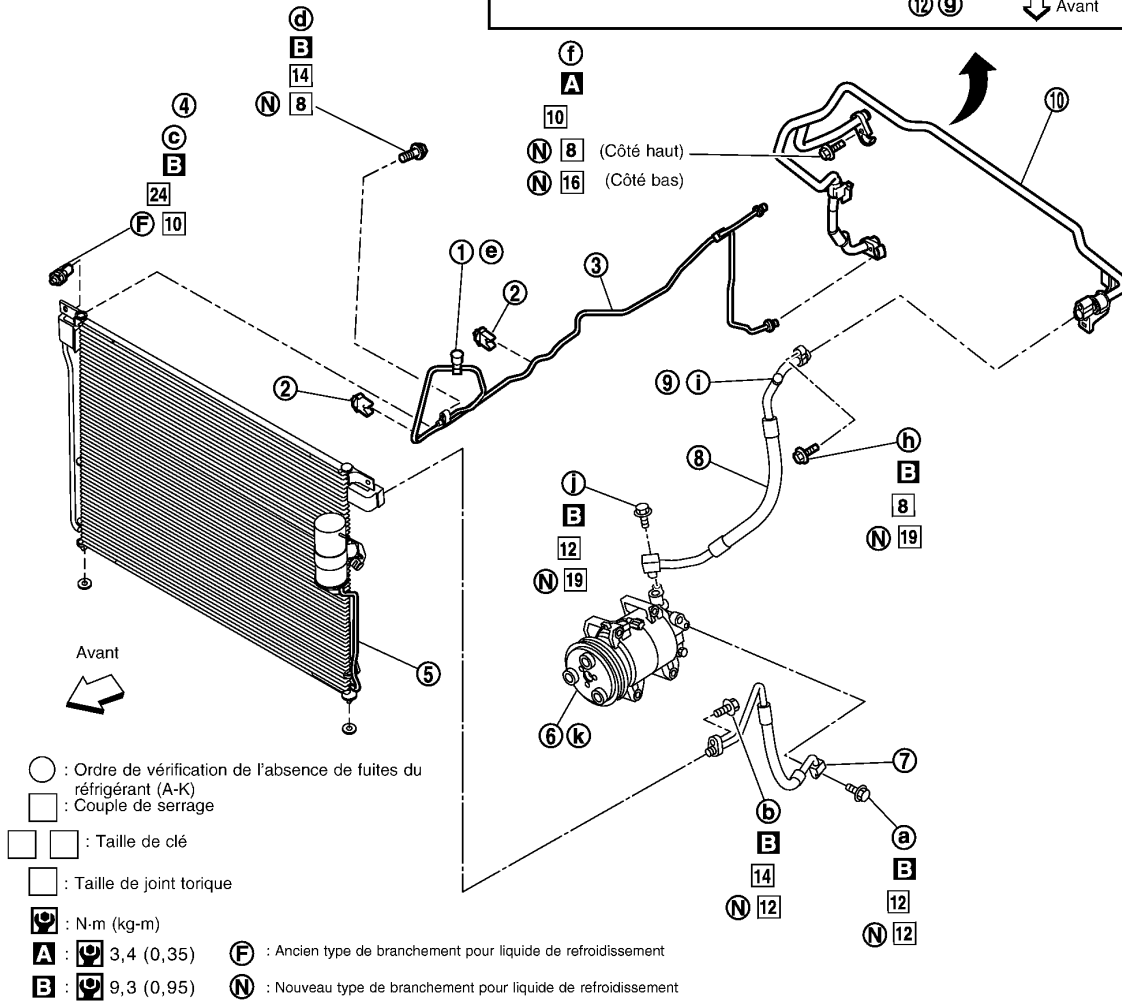 12 g Avant
d
B
14
N 8
f
A
10
N 8 (Côté haut)
N 16 (Côté bas)
4
c
B
24
F 10
10
1 e
2
3
2
9 i
8
h
B
8
N 19
j
B
12
N 19
Avant
5
6 k
7
b
B
14
N 12
a
B
12
N 12
: Ordre de vérification de l'absence de fuites du
réfrigérant (A-K)
: Couple de serrage
: Taille de clé
: Taille de joint torique
: N·m (kg-m)
A : 3,4 (0,35) F : Ancien type de branchement pour liquide de refroidissement
B : 9,3 (0,95) N : Nouveau type de branchement pour liquide de refroidissement